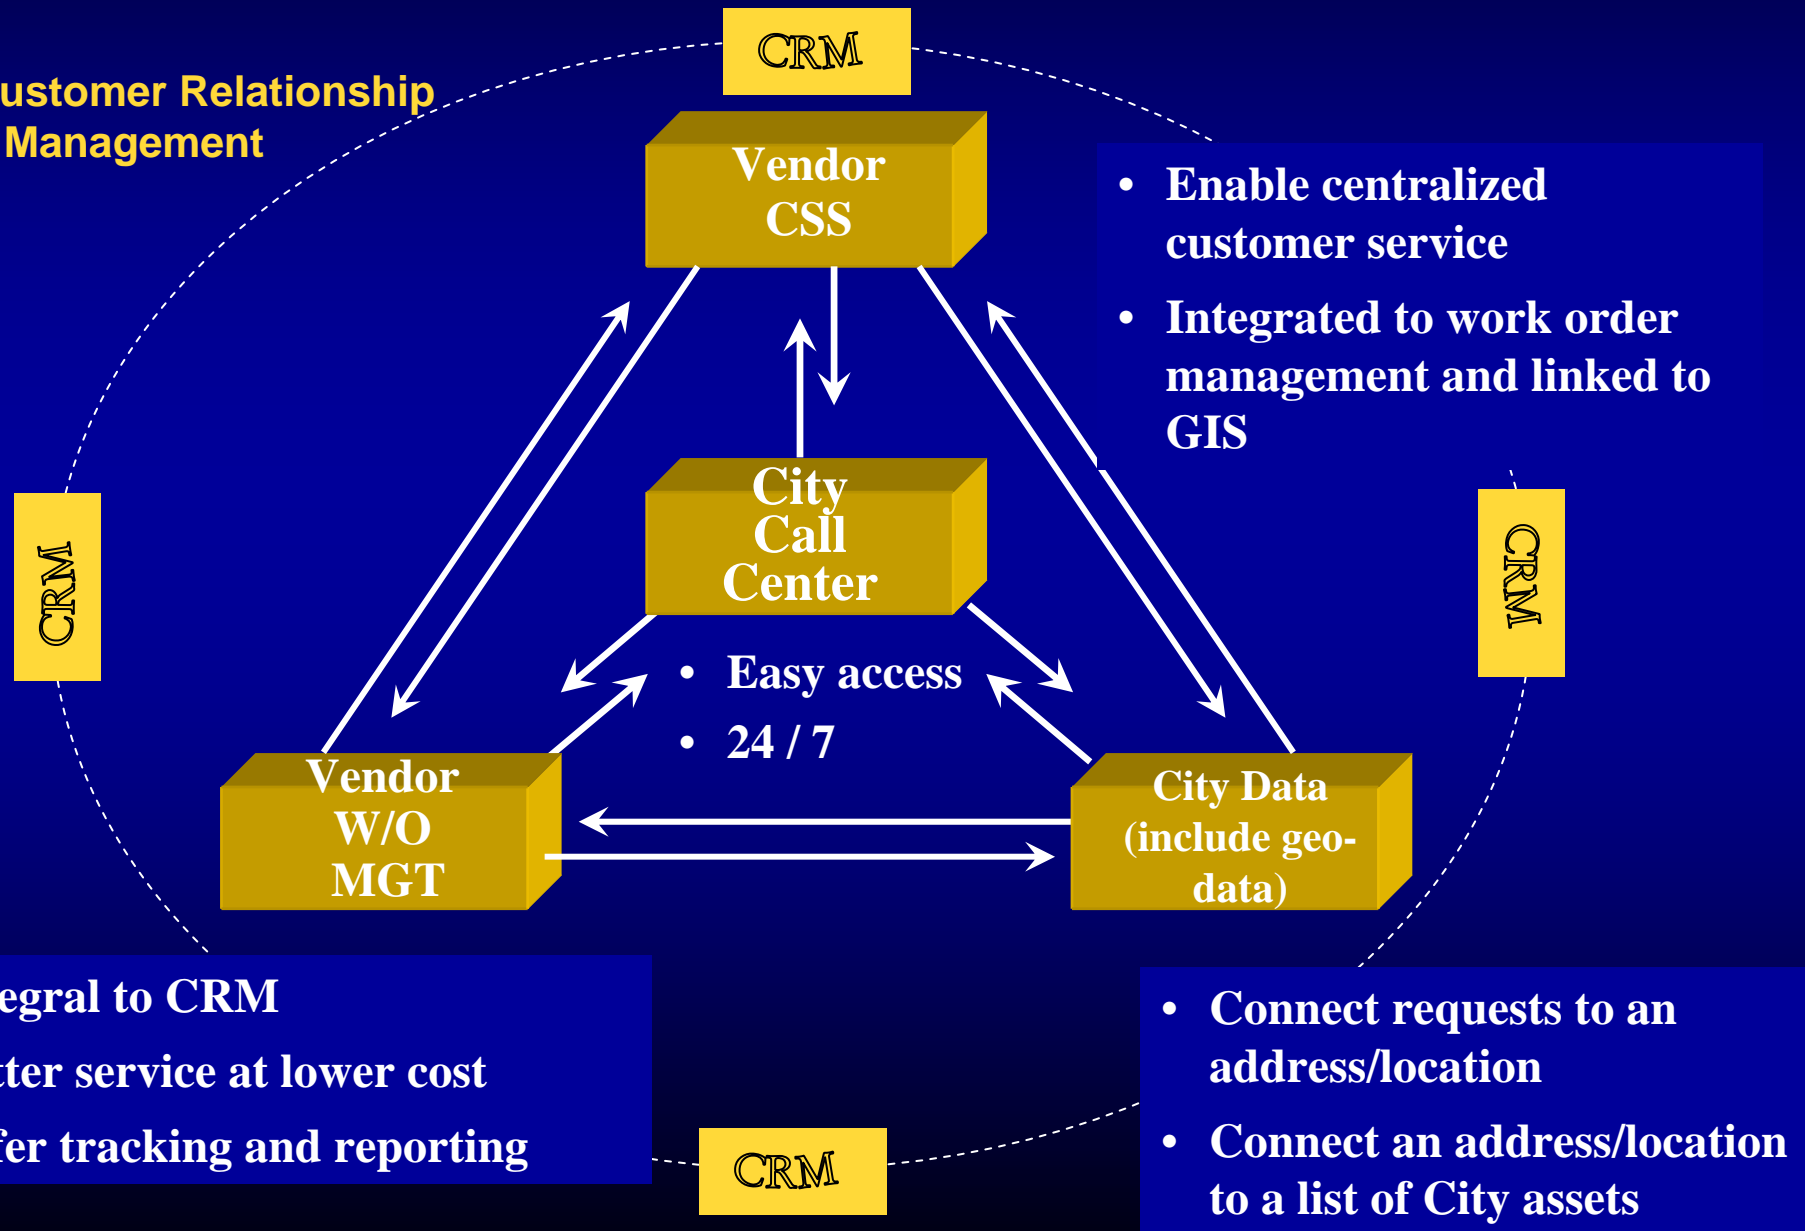 CRM
ustomer Relationship
Management
Vendor
CSS
• Enable centralized
customer service
• Integrated to work order
management and linked to
GIS
City
Call
Center
CRM
CRM
• Easy access
• 24 / 7
Vendor
W/O
MGT
City Data
(include geo-
data)
egral to CRM
tter service at lower cost
fer tracking and reporting
• Connect requests to an
address/location
• Connect an address/location
to a list of City assets
CRM